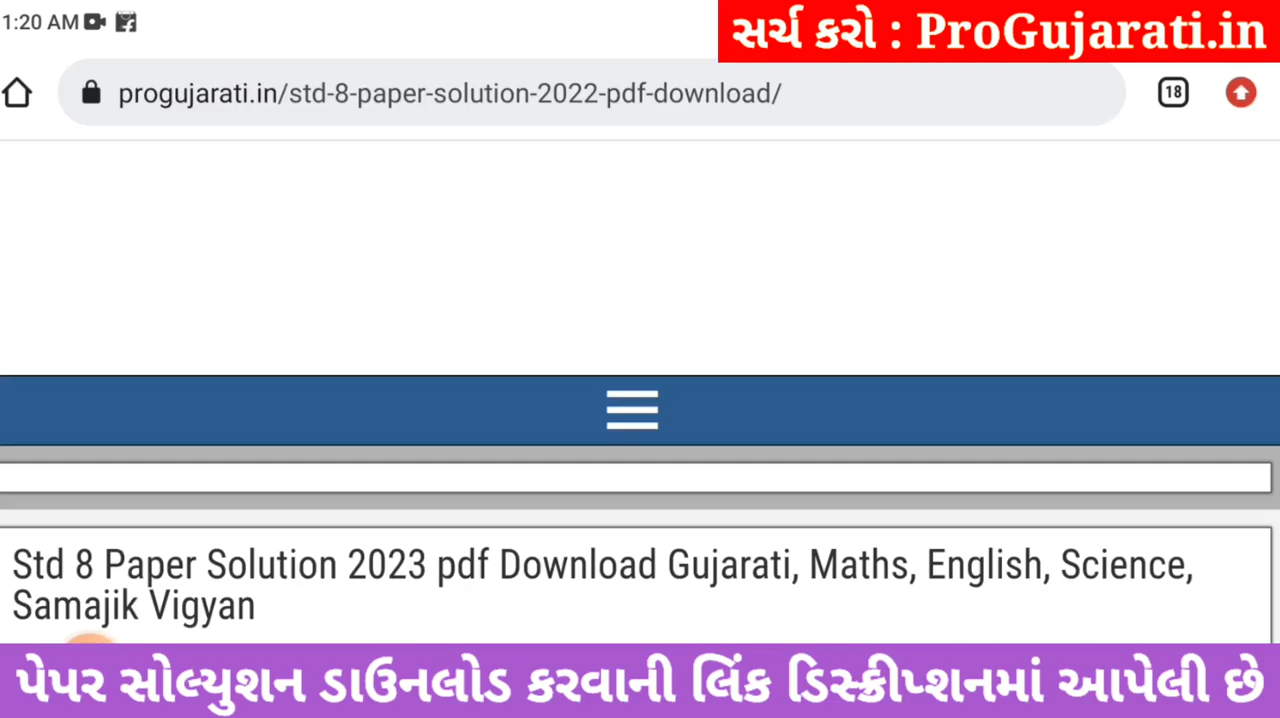 1:20 AM
સર્ચ કરો : ProGujarati.in
progujarati.in/std-8-paper-solution-2022-pdf-download/
18
Std 8 Paper Solution 2023 pdf Download Gujarati, Maths, English, Science,
Samajik Vigyan
પેપર સોલ્યુશન ડાઉનલોડ કરવાની લિંક ડિસ્ક્રીપ્શનમાં આપેલી છે